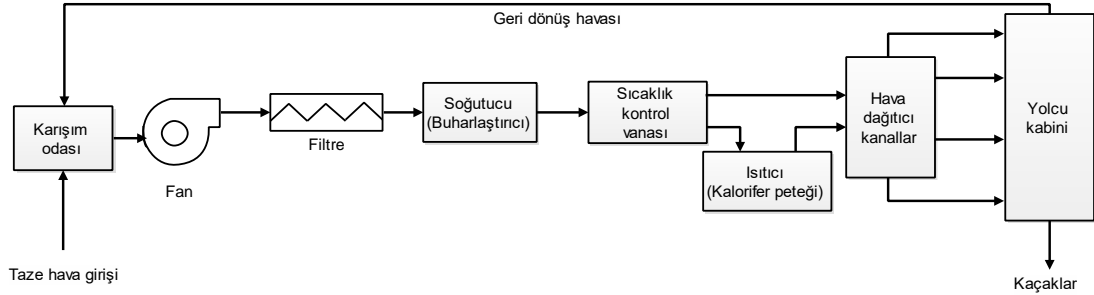 Geri dönüş havası
Karışım
odası
Fan
Filtre
Soğutucu
(Buharlaştırıcı)
Sıcaklık
kontrol
vanası
Isıtıcı
(Kalorifer peteği)
Hava
dağıtıcı
kanallar
Yolcu
kabini
Taze hava girişi
Kaçaklar